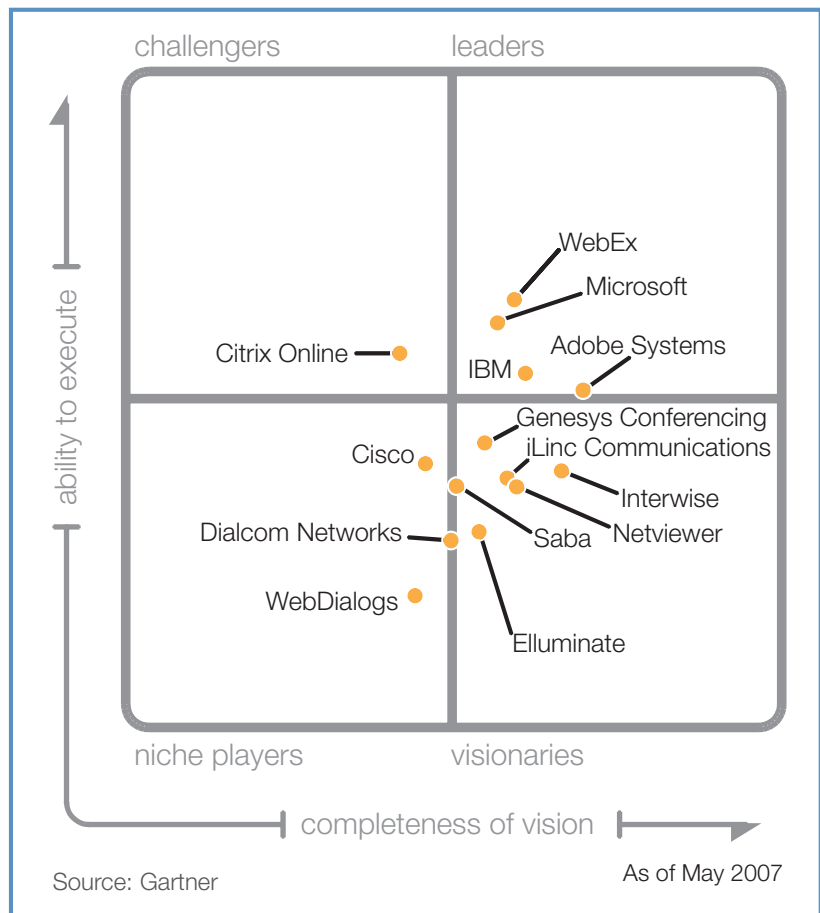 challengers
leaders
WebEx
Microsoft
Citrix Online
Adobe Systems
IBM
ability to execute
Genesys Conferencing
iLinc Communications
Cisco
Interwise
Dialcom Networks
Saba
Netviewer
WebDialogs
Elluminate
niche players
visionaries
completeness of vision
Source: Gartner
As of May 2007